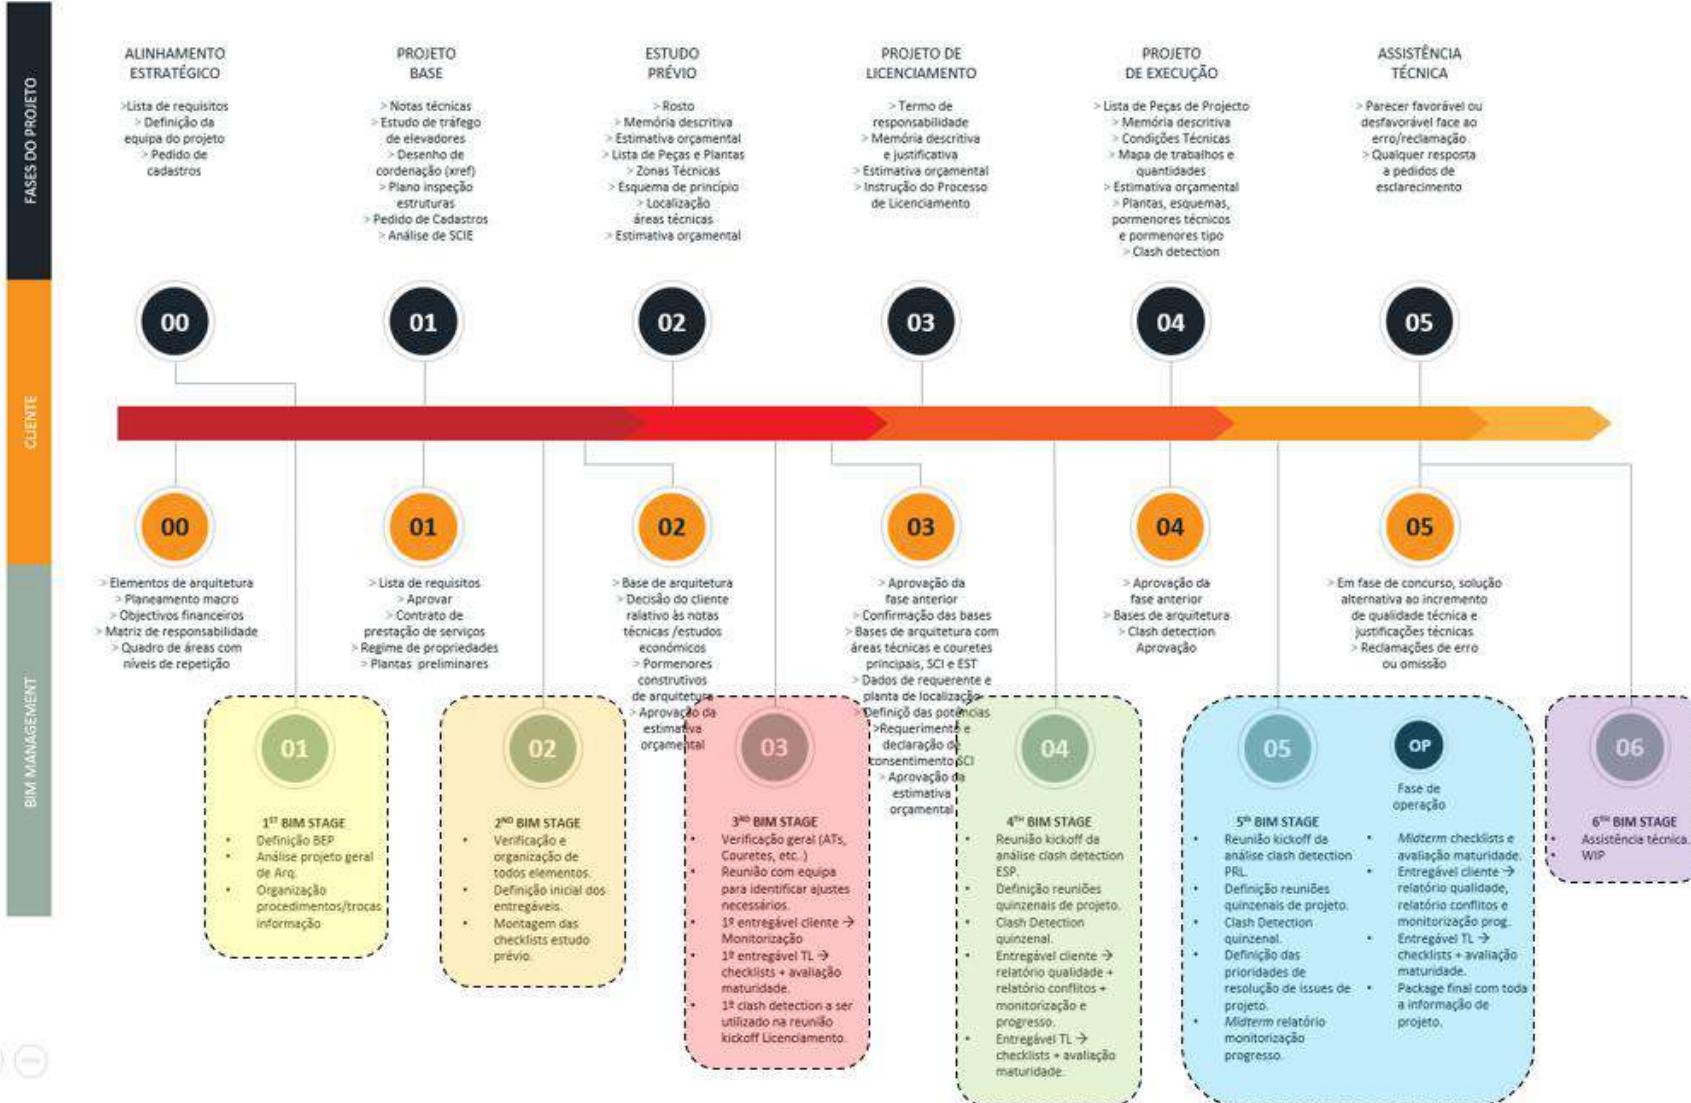 FASES DO PROJETO
ALINHAMENTO
ESTRATÉGICO
>Lista de requisitos
> Definição da
equipa do projeto
> Pedido de
cadastros
PROJETO
BASE
> Notas técnicas
> Estudo de tráfego
de elevadores
> Desenho de
cordenação (xref)
> Plano inspeção
estruturas
> Pedido de Cadastros
> Análise de SCIE
ESTUDO
PRÉVIO
> Rosto
> Memória descritiva
> Estimativa orçamental
> Lista de Peças e Plantas
> Zonas Técnicas
> Esquema de princípio
> Localização
áreas técnicas
> Estimativa orçamental
PROJETO DE
LICENCIAMENTO
> Termo de
responsabilidade
> Memória descritiva
e justificativa
> Estimativa orçamental
> Instrução do Processo
de Licenciamento
PROJETO
DE EXECUÇÃO
> Lista de Peças de Projecto
> Memória descritiva
> Condições Técnicas
> Mapa de trabalhos e
quantidades
> Estimativa orçamental
> Plantas, esquemas,
pormenores técnicos
e pormenores tipo
> Clash detection
ASSISTÊNCIA
TÉCNICA
> Parecer favorável ou
desfavorável face ao
erro/reclamação
> Qualquer resposta
a pedidos de
esclarecimento
00
01
02
03
04
05
CLIENTE
00
> Elementos de arquitetura
> Planeamento macro
> Objectivos financeiros
> Matriz de responsabilidade
> Quadro de áreas com
níveis de repetição
01
> Lista de requisitos
> Aprovar
> Contrato de
prestação de serviços
> Regime de propriedades
> Plantas preliminares
02
> Base de arquitetura
> Decisão do cliente
ralativo às notas
técnicas /estudos
económicos
> Pormenores
construtivos
de arquitetura
> Aprovação da
estimativa
orçamental
03
> Aprovação da
fase anterior
> Confirmação das bases
> Bases de arquitetura com
áreas técnicas e couretes
principais, SCI e EST
> Dados de requerente e
planta de localização
> Definiçõ das potências
>Requerimento e
declaração de
consentimento SCI
> Aprovação da
estimativa
orçamental
04
> Aprovação da
fase anterior
> Bases de arquitetura
> Clash detection
Aprovação
05
> Em fase de concurso, solução
alternativa ao incremento
de qualidade técnica e
justificações técnicas
> Reclamações de erro
ou omissão
BIM MANAGEMENT
01
1ST BIM STAGE
• Definição BEP
• Análise projeto geral
de Arq.
• Organização
procedimentos/trocas
informação
02
2ND BIM STAGE
• Verificação e
organização de
todos elementos.
• Definição inicial dos
entregáveis.
• Montagem das
checklists estudo
prévio.
03
3RD BIM STAGE
• Verificação geral (ATs,
Couretes, etc..)
• Reunião com equipa
para identificar ajustes
necessários.
• 1º entregável cliente →
Monitorização
• 1º entregável TL →
checklists + avaliação
maturidade.
• 1ª clash detection a ser
utilizado na reunião
kickoff Licenciamento.
04
4TH BIM STAGE
• Reunião kickoff da
análise clash detection
ESP.
• Definição reuniões
quinzenais de projeto.
• Clash Detection
quinzenal.
• Entregável cliente →
relatório qualidade +
relatório conflitos +
monitorização e
progresso.
• Entregável TL →
checklists + avaliação
maturidade.
05
5th BIM STAGE
• Reunião kickoff da
análise clash detection
PRL.
• Definição reuniões
quinzenais de projeto.
• Clash Detection
quinzenal.
• Definição das
prioridades de
resolução de issues de
projeto.
• Midterm relatório
monitorização
progresso.
OP
Fase de
operação
• Midterm checklists e
avaliação maturidade.
• Entregável cliente →
relatório qualidade,
relatório conflitos e
monitorização prog.
• Entregável TL →
checklists + avaliação
maturidade.
• Package final com toda
a informação de
projeto.
06
6TH BIM STAGE
• Assistência técnica.
• WIP